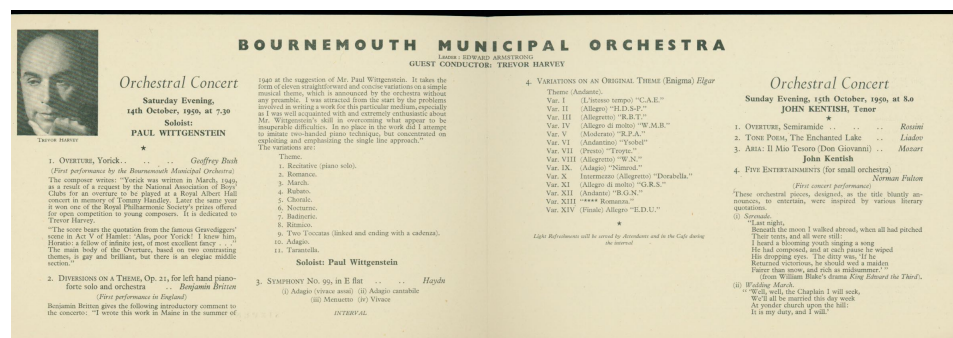 BOURNEMOUTH MUNICIPAL ORCHESTRA
Leader: EDWARD ARMSTRONG
GUEST CONDUCTOR: TREVOR HARVEY
TREVOR HARVEY
Orchestral Concert
Saturday Evening,
14th October, 1950, at 7.30
Soloist:
PAUL WITTGENSTEIN
★
1. OVERTURE, Yorick .. .. .. Geoffrey Bush
(First performance by the Bournemouth Municipal Orchestra)
The composer writes: "Yorick was written in March, 1949,
as a result of a request by the National Association of Boys'
Clubs for an overture to be played at a Royal Albert Hall
concert in memory of Tommy Handley. Later the same year
it won one of the Royal Philharmonic Society's prizes offered
for open competition to young composers. It is dedicated to
Trevor Harvey.
"The score bears the quotation from the famous Gravediggers'
scene in Act V of Hamlet: 'Alas, poor Yorick! I knew him,
Horatio: a fellow of infinite jest, of most excellent fancy . . .'
The main body of the Overture, based on two contrasting
themes, is gay and brilliant, but there is an elegiac middle
section."
2. DIVERSIONS ON A THEME, Op. 21, for left hand piano-
forte solo and orchestra .. Benjamin Britten
(First performance in England)
Benjamin Britten gives the following introductory comment to
the concerto: "I wrote this work in Maine in the summer of
1940 at the suggestion of Mr. Paul Wittgenstein. It takes the
form of eleven straightforward and concise variations on a simple
musical theme, which is announced by the orchestra without
any preamble. I was attracted from the start by the problems
involved in writing a work for this particular medium, especially
as I was well acquainted with and extremely enthusiastic about
Mr. Wittgenstein's skill in overcoming what appear to be
insuperable difficulties. In no place in the work did I attempt
to imitate two-handed piano technique, but concentrated on
exploiting and emphasizing the single line approach."
The variations are:
Theme.
1. Recitative (piano solo).
2. Romance.
3. March.
4. Rubato.
5. Chorale.
6. Nocturne.
7. Badinerie.
8. Ritmico.
9. Two Toccatas (linked and ending with a cadenza).
10. Adagio.
11. Tarantella.
Soloist: Paul Wittgenstein
3. SYMPHONY NO. 99, in E flat .. .. Haydn
(i) Adagio (vivace assai) (ii) Adagio cantabile
(iii) Menuetto (iv) Vivace
INTERVAL
4. VARIATIONS ON AN ORIGINAL THEME (Enigma) Elgar
Theme (Andante).
Var. I (L'istesso tempo) "C.A.E."
Var. II (Allegro) "H.D.S-P."
Var. III (Allegretto) "R.B.T."
Var. IV (Allegro di molto) "W.M.B."
Var. V (Moderato) "R.P.A."
Var. VI (Andantino) "Ysobel"
Var. VII (Presto) "Troyte."
Var. VIII (Allegretto) "W.N."
Var. IX. (Adagio) "Nimrod."
Var. X Intermezzo (Allegretto) "Dorabella."
Var. XI (Allegro di molto) "G.R.S."
Var. XII (Andante) "B.G.N."
Var. XIII "**** Romanza."
Var. XIV (Finale) Allegro "E.D.U."
★
Light Refreshments will be served by Attendants and in the Cafe during
the interval
Orchestral Concert
Sunday Evening, 15th October, 1950, at 8.0
JOHN KENTISH, Tenor
★
1. OVERTURE, Semiramide .. .. .. Rossini
2. TONE POEM, The Enchanted Lake .. Liadov
3. ARIA: Il Mio Tesoro (Don Giovanni) .. Mozart
John Kentish
4. FIVE ENTERTAINMENTS (for small orchestra)
Norman Fulton
(First concert performance)
These orchestral pieces, designed, as the title bluntly an-
nounces, to entertain, were inspired by various literary
quotations.
(i) Serenade.
"Last night,
Beneath the moon I walked abroad, when all had pitched
Their tents, and all were still:
I heard a blooming youth singing a song
He had composed, and at each pause he wiped
His dropping eyes. The ditty was, 'If he
Returned victorious, he should wed a maiden
Fairer than snow, and rich as midsummer.' "
(from William Blake's drama King Edward the Third).
(ii) Wedding March.
" 'Well, well, the Chaplain I will seek,
We'll all be married this day week
At yonder church upon the hill:
It is my duty, and I will.'